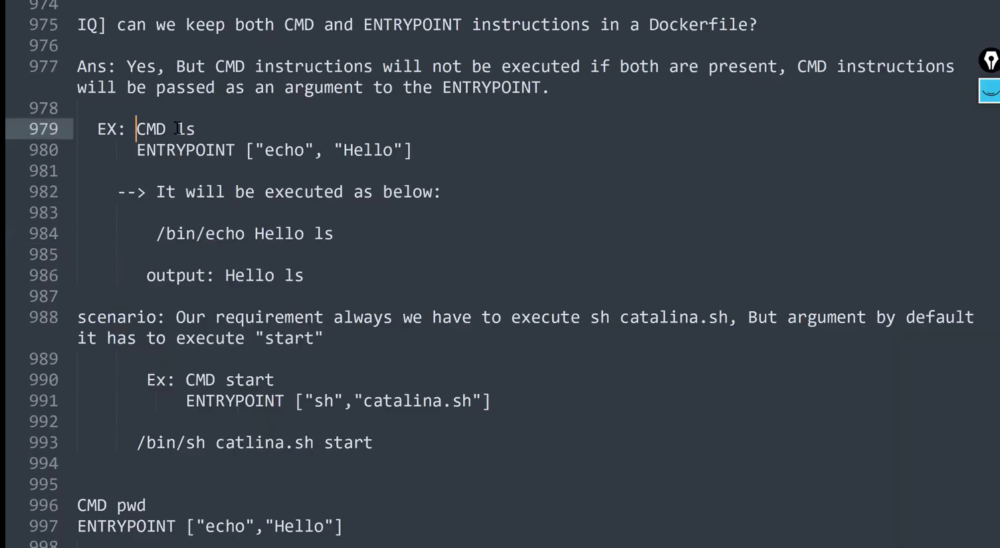 974
975 IQ] can we keep both CMD and ENTRYPOINT instructions in a Dockerfile?
976
977 Ans: Yes, But CMD instructions will not be executed if both are present, CMD instructions
will be passed as an argument to the ENTRYPOINT.
978
979 EX: CMD ls
980 ENTRYPOINT ["echo", "Hello"]
981
982 --> It will be executed as below:
983
984 /bin/echo Hello ls
985
986 output: Hello ls
987
988 scenario: Our requirement always we have to execute sh catalina.sh, But argument by default
it has to execute "start"
989
990 Ex: CMD start
991 ENTRYPOINT ["sh","catalina.sh"]
992
993 /bin/sh catlina.sh start
994
995
996 CMD pwd
997 ENTRYPOINT ["echo","Hello"]
998